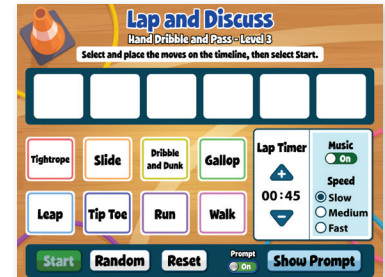 Lap and Discuss
Hand Dribble and Pass - Level 3
Select and place the moves on the timeline, then select Start.
Tightrope
Slide
Dribble
and Dunk
Gallop
Leap
Tip Toe
Run
Walk
Lap Timer
+
00:45
Music
On
Speed
Slow
Medium
Fast
Start
Random
Reset
Prompt
On
Show Prompt